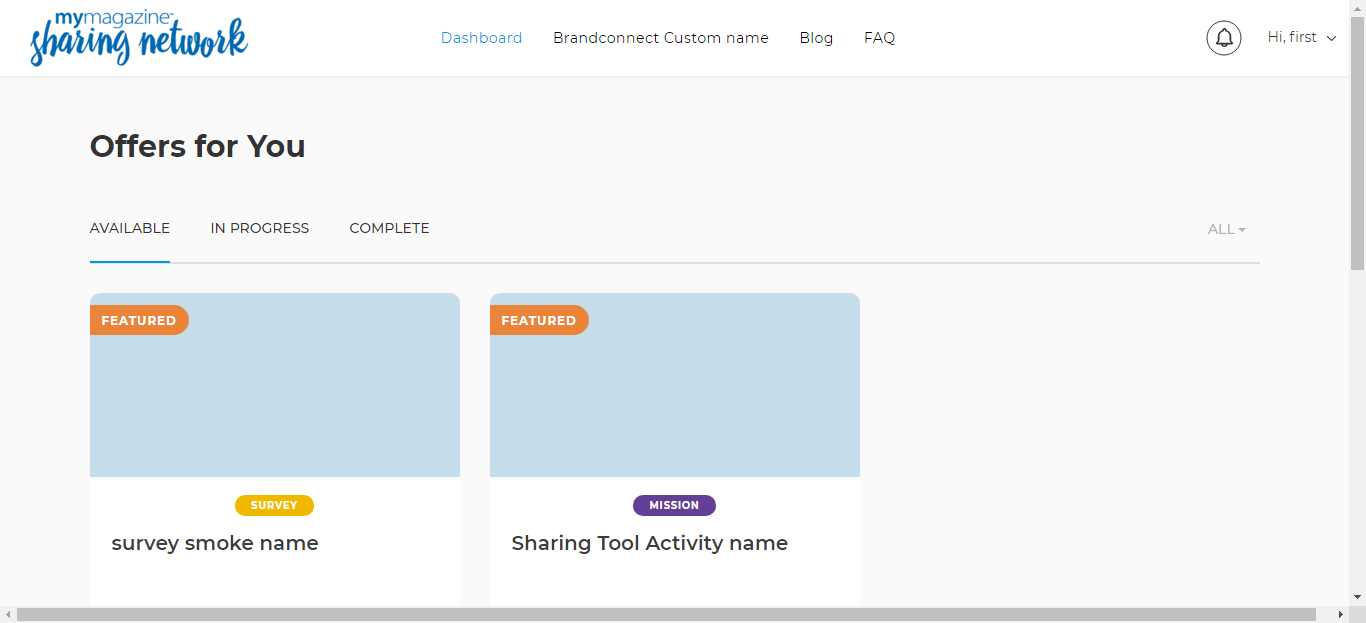 mymagazine™
sharing network
Dashboard
Brandconnect Custom name
Blog
FAQ
Hi, first
Offers for You
AVAILABLE
IN PROGRESS
COMPLETE
ALL
FEATURED
FEATURED
SURVEY
survey smoke name
MISSION
Sharing Tool Activity name